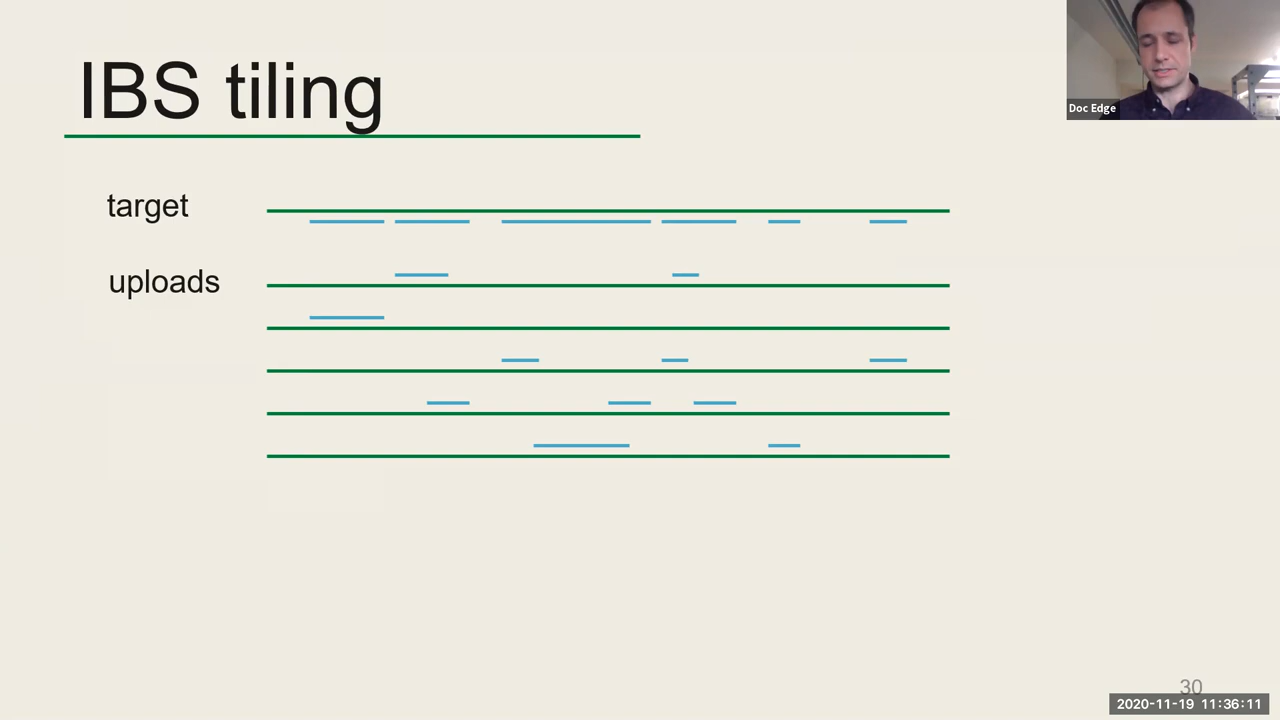 IBS tiling
Doc Edge
target
uploads
30
2020-11-19 11:36:11